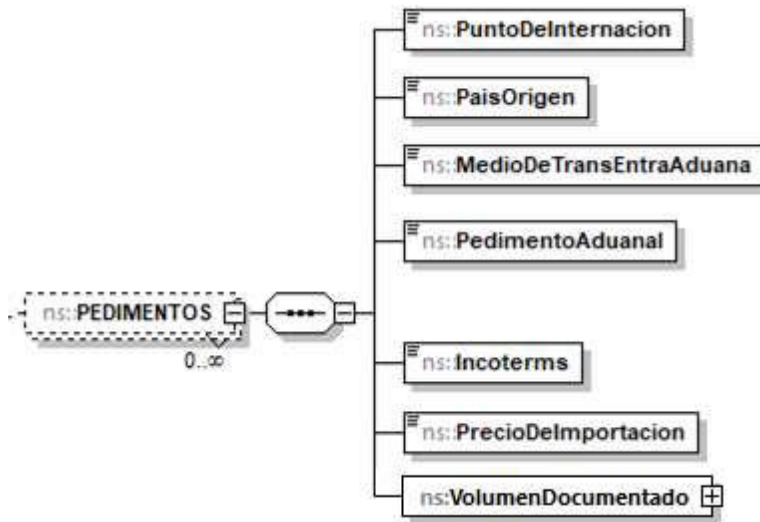 ns::PuntoDeInternacion
ns::PaisOrigen
ns::MedioDeTransEntraAduana
ns::PedimentoAduanal
ns::PEDIMENTOS
0..∞
ns::Incoterms
ns::PrecioDeImportacion
ns:VolumenDocumentado